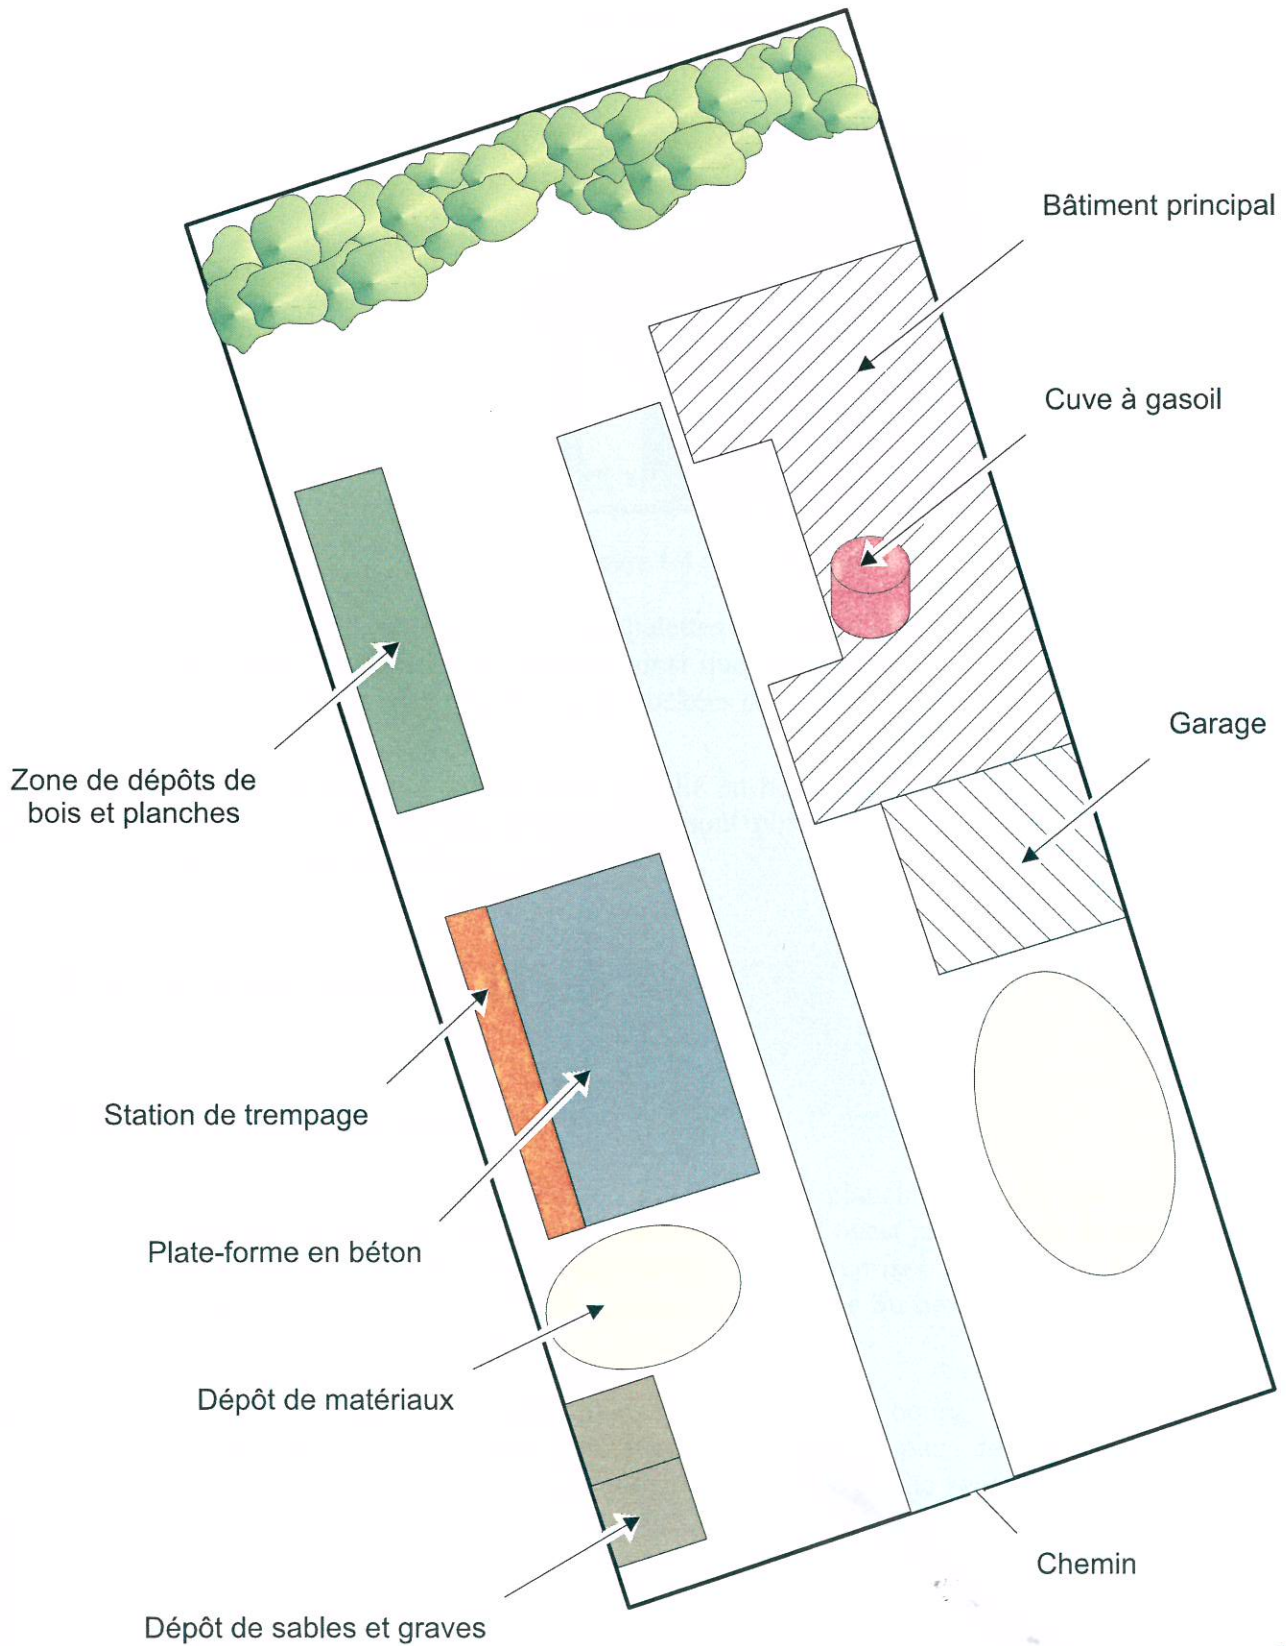 Bâtiment principal
Cuve à gasoil
Garage
Zone de dépôts de
bois et planches
Station de trempage
Plate-forme en béton
Dépôt de matériaux
Chemin
Dépôt de sables et graves